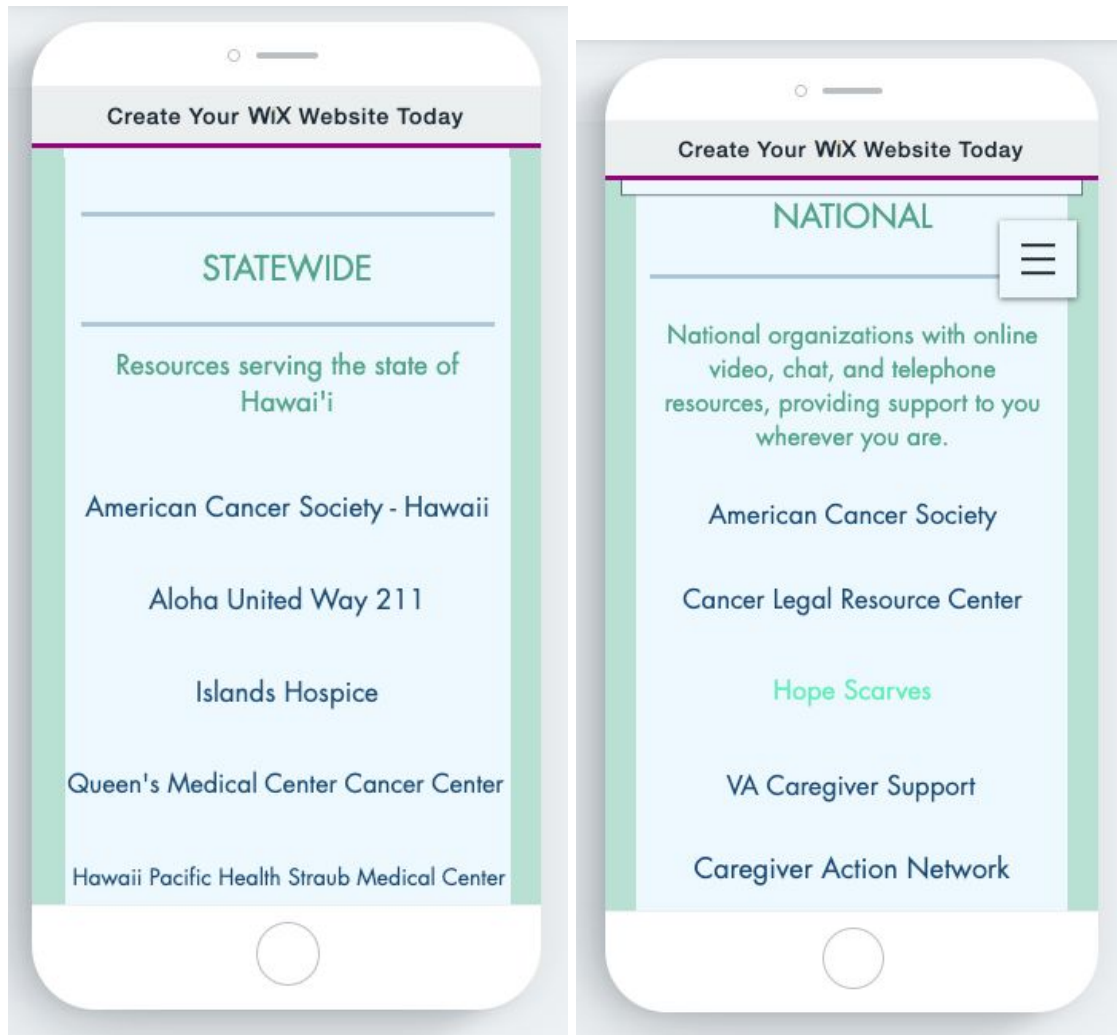 Create Your WiX Website Today
STATEWIDE
Resources serving the state of
Hawai'i
American Cancer Society - Hawaii
Aloha United Way 211
Islands Hospice
Queen's Medical Center Cancer Center
Hawaii Pacific Health Straub Medical Center
Create Your WiX Website Today
NATIONAL
National organizations with online
video, chat, and telephone
resources, providing support to you
wherever you are.
American Cancer Society
Cancer Legal Resource Center
Hope Scarves
VA Caregiver Support
Caregiver Action Network